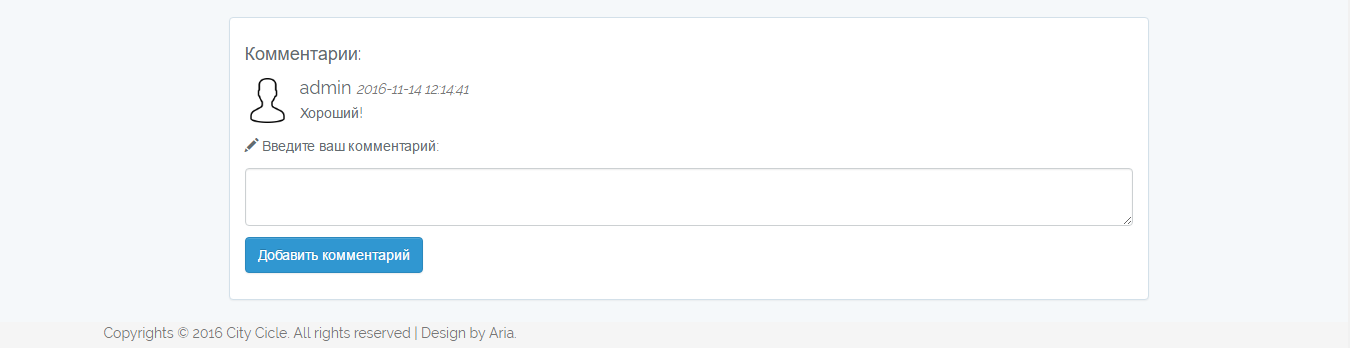 Комментарии:
admin 2016-11-14 12:14:41
Хороший!
Введите ваш комментарий:
Добавить комментарий
Copyrights © 2016 City Cicle. All rights reserved | Design by Aria.